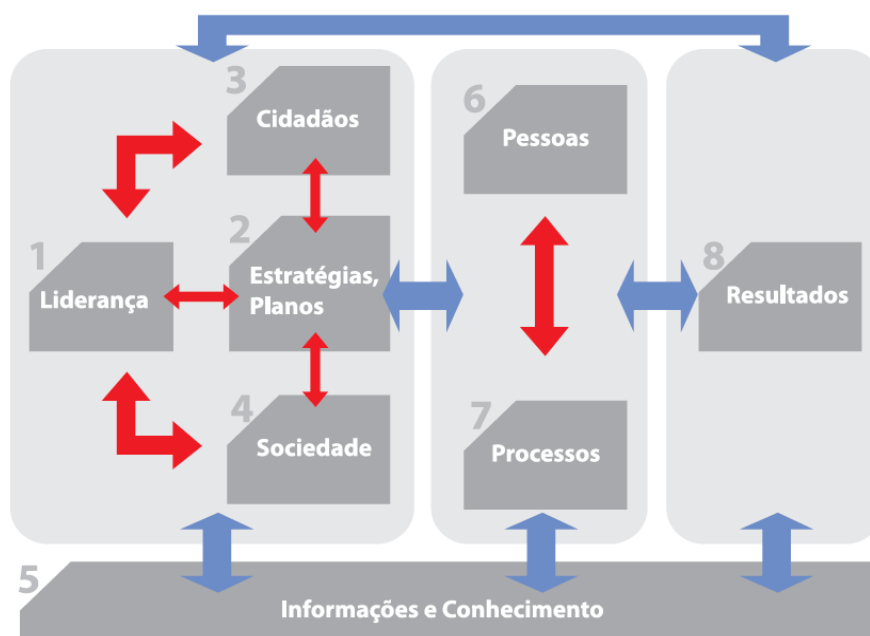 3
Cidadãos
6
Pessoas
1
Liderança
2
Estratégias,
Planos
8
Resultados
4
Sociedade
7
Processos
5
Informações e Conhecimento